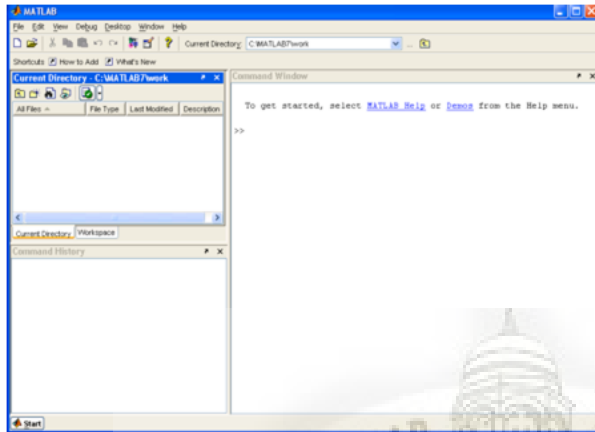 MATLAB
File Edit View Debug Desktop Window Help
Current Directory: C:\MATLAB7\work
Shortcuts How to Add What's New
Current Directory - C:\MATLAB7\work
All Files File Type Last Modified Description
Current Directory Workspace
Command History
Start
Command Window
To get started, select MATLAB Help or Demos from the Help menu.
>>